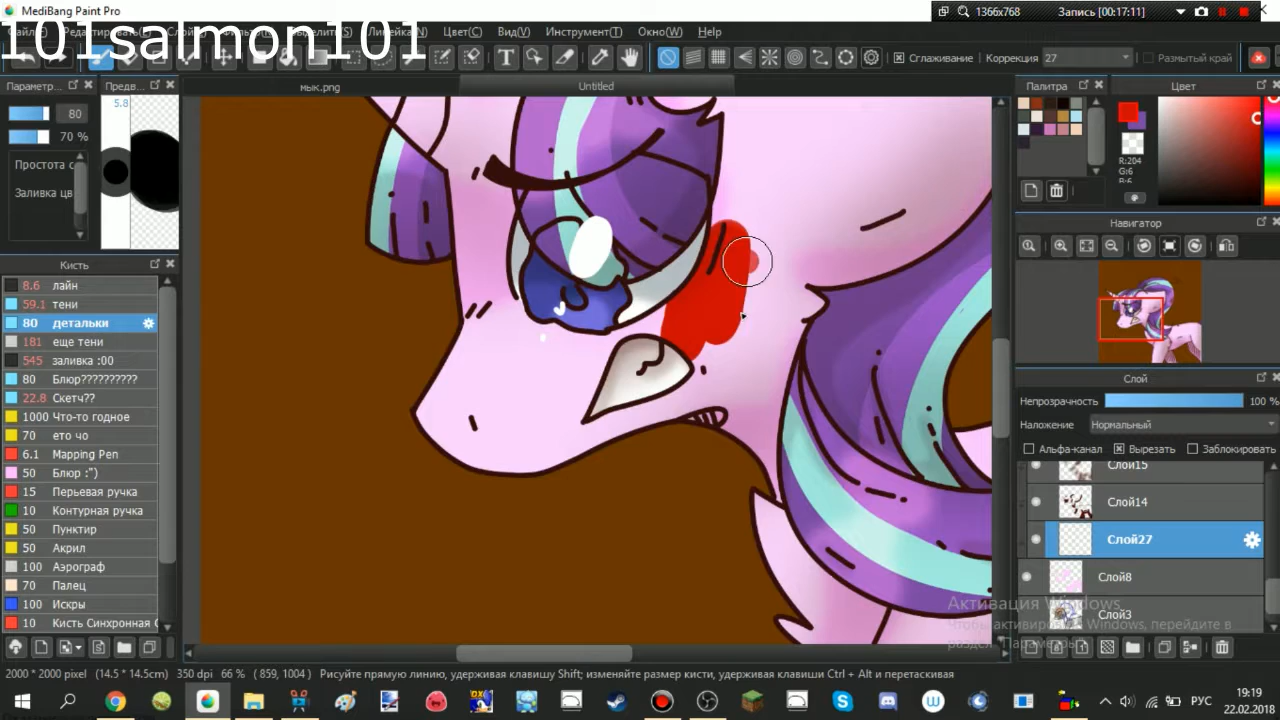 MediBang Paint Pro
1366x768
Запись [00:17:11]
101salmon101
Цвет(C)
Вид(V)
Инструмент(T)
Окно(W)
Help
Сглаживание
Коррекция
27
Размытый край
Параметр...
Предв...
мык.png
Untitled
Палитра
Цвет
80
70 %
5.8
Простота с
Заливка цв
R:204
G:6
Навигатор
Кисть
8.6 лайн
59.1 тени
80 детальки
181 еще тени
545 заливка :00
80 Блюр??????????
22.8 Скетч??
1000 Что-то годное
70 ето чо
6.1 Mapping Pen
50 Блюр :")
15 Перьевая ручка
10 Контурная ручка
50 Пунктир
50 Акрил
100 Аэрограф
70 Палец
100 Искры
10 Кисть Синхронная С
Слой
Непрозрачность
100 %
Наложение
Нормальный
Альфа-канал
Вырезать
Заблокировать
Слой15
Слой14
Слой27
Слой8
Слой3
Активация Windows
Чтобы активировать Windows, перейдите в
раздел "Параметры".
2000 * 2000 pixel (14.5 * 14.5cm) 350 dpi 66 % ( 859, 1004 ) Рисуйте прямую линию, удерживая клавишу Shift; изменяйте размер кисти, удерживая клавиши Ctrl + Alt и перетаскивая
РУС
19:19
22.02.2018